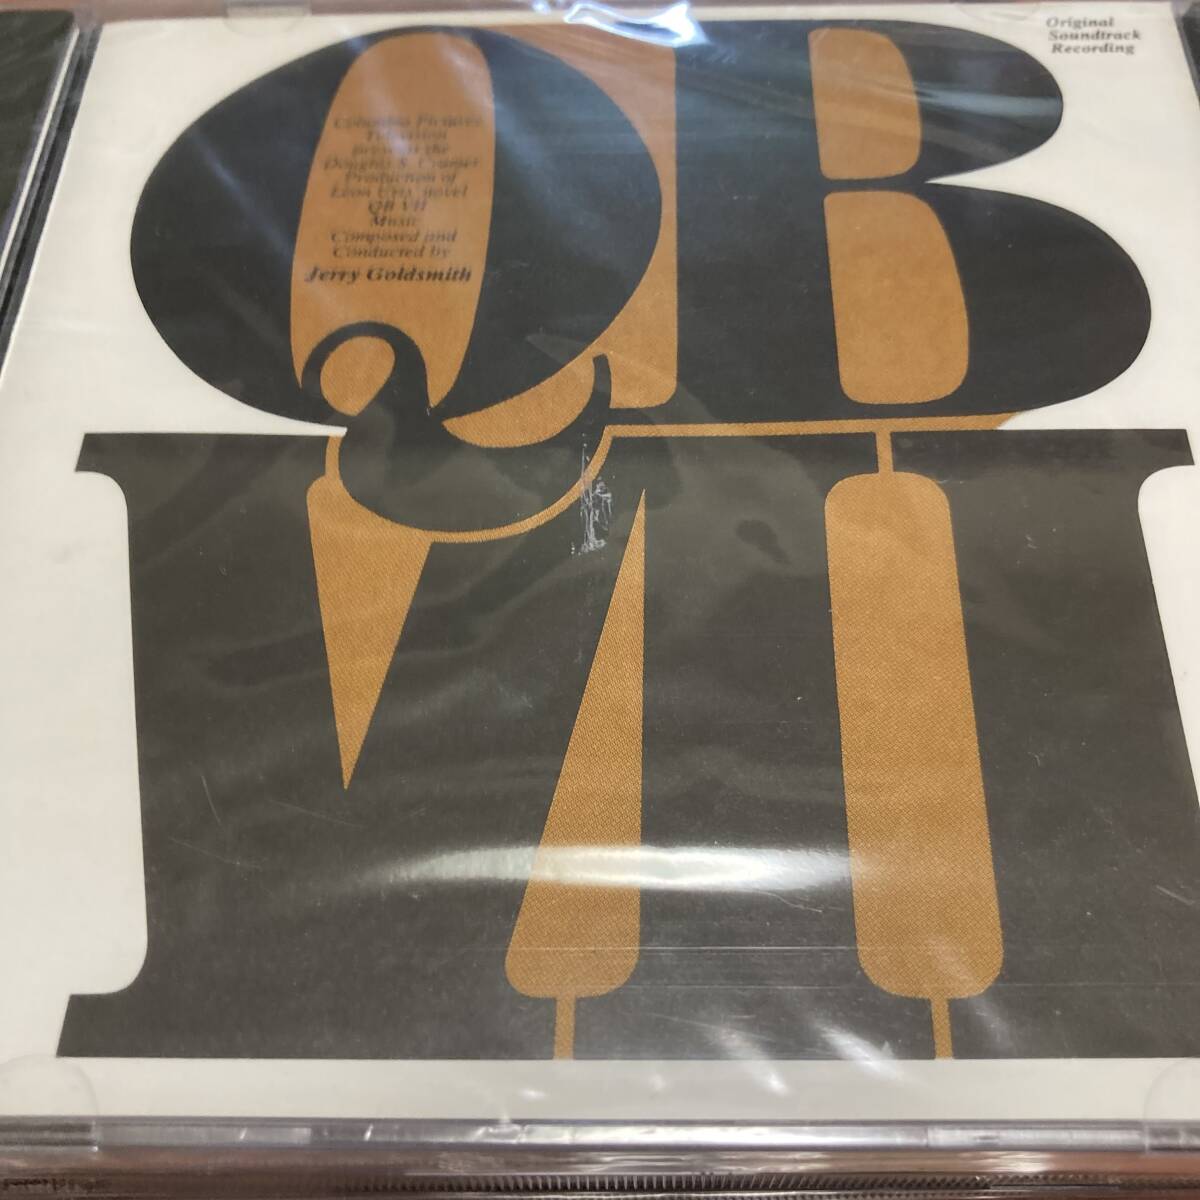 Original
Soundtrack
Recording
QB
VII
Columbia Pictures
Television
presents the
Douglas S. Cramer
Production of
Leon Uris' novel
QB VII
Music
Composed and
Conducted by
Jerry Goldsmith